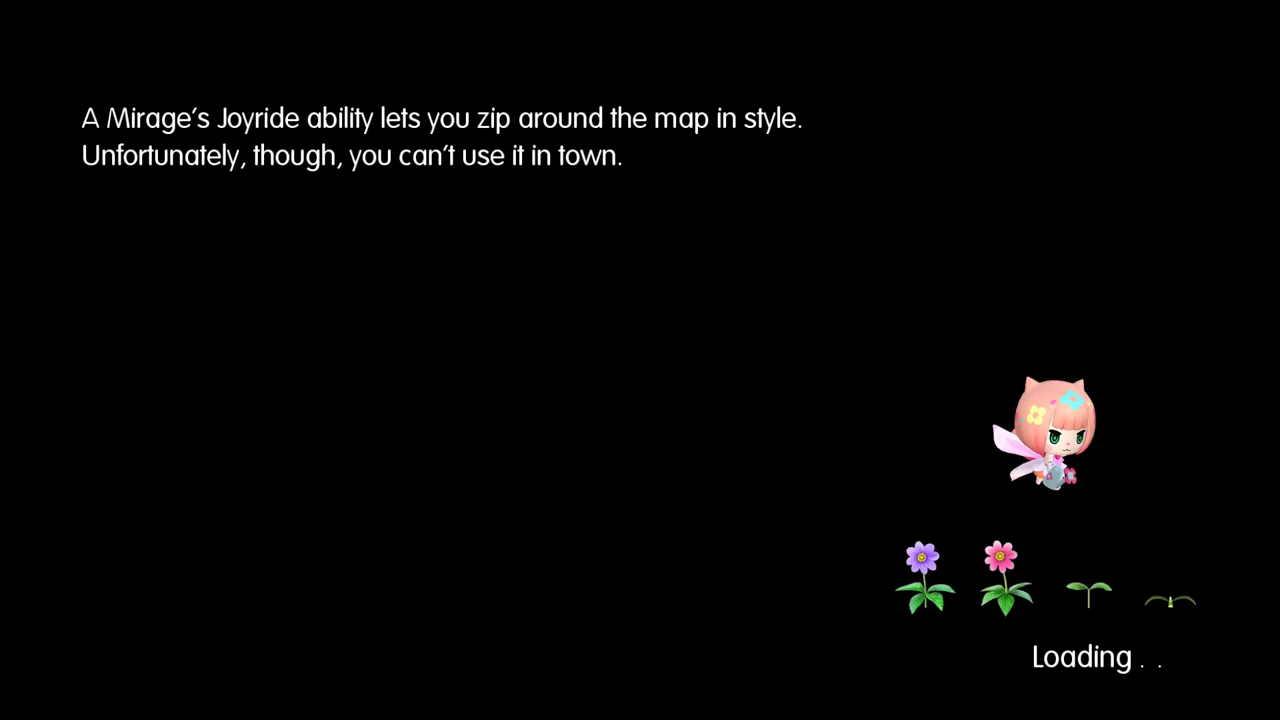 A Mirage's Joyride ability lets you zip around the map in style.
Unfortunately, though, you can't use it in town.
Loading . .